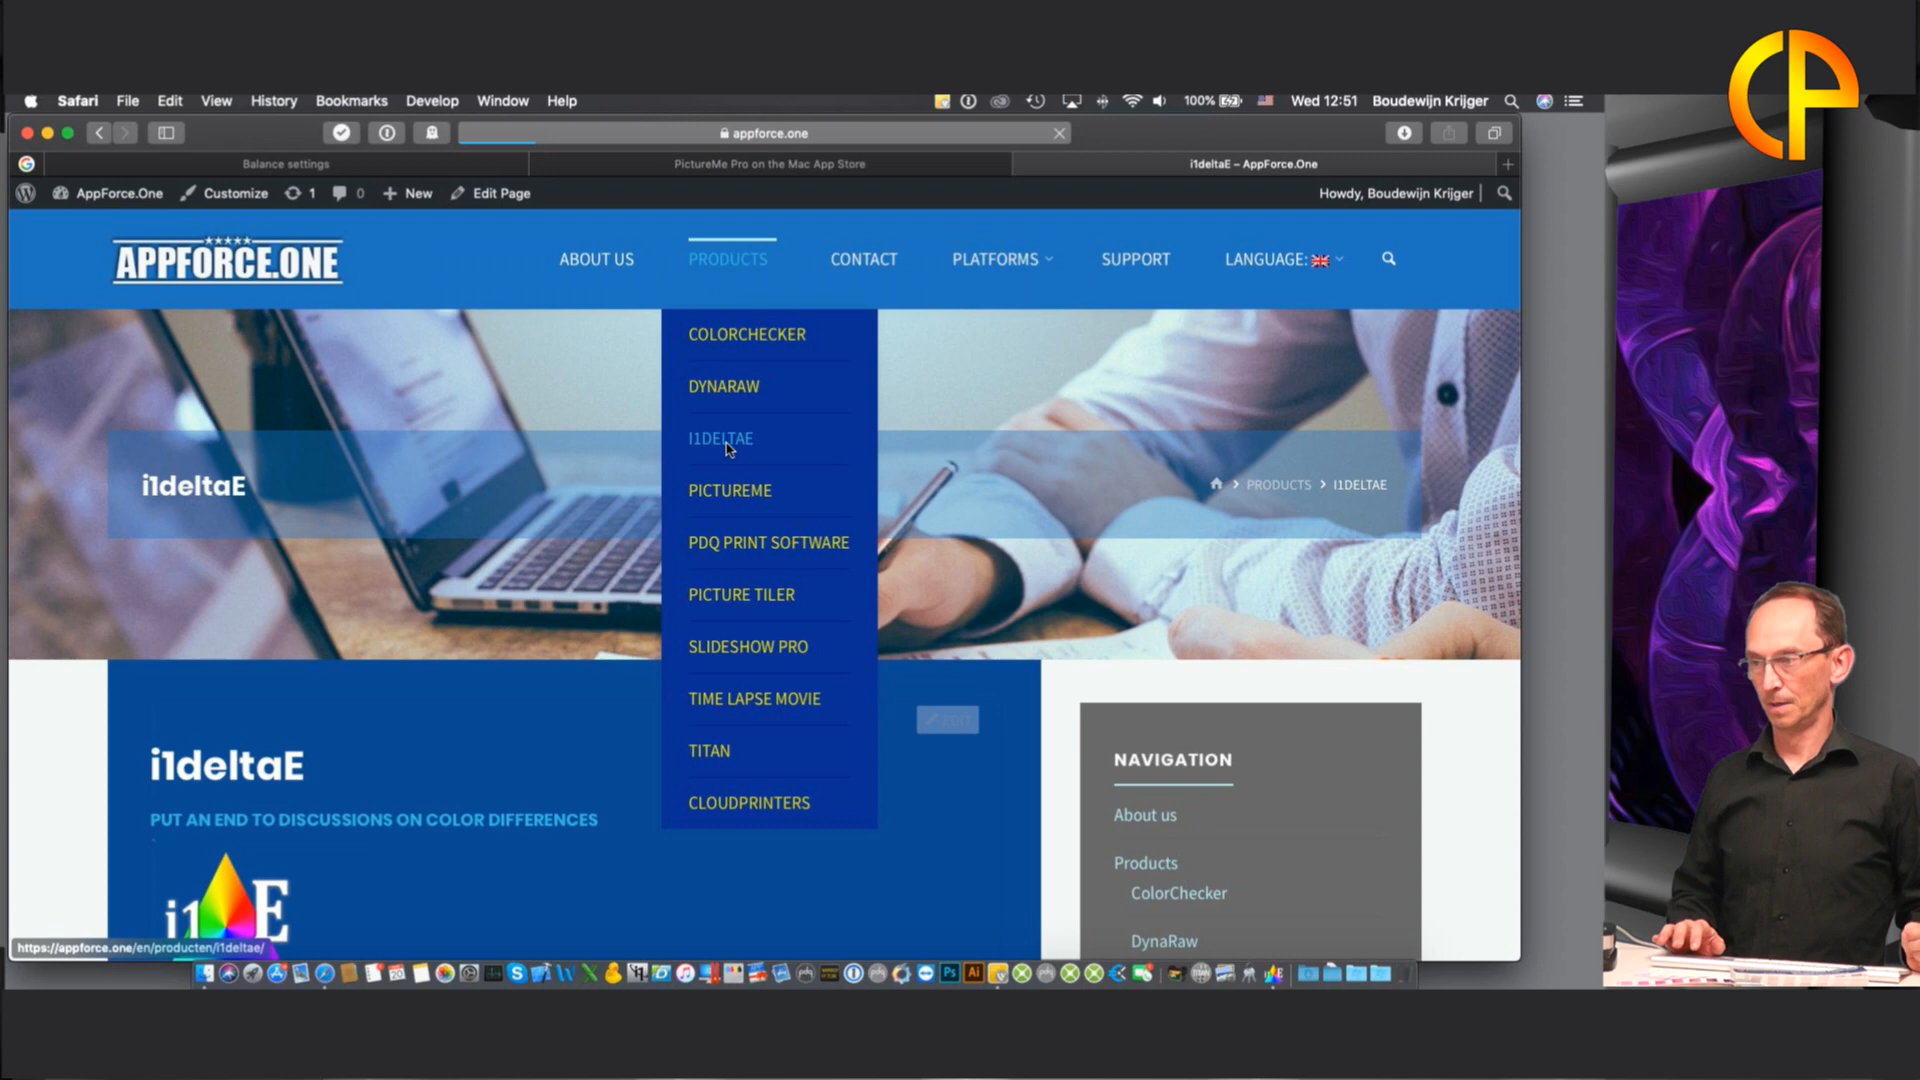 Safari File Edit View History Bookmarks Develop Window Help 100% Wed 12:51 Boudewijn Krijger
appforce.one
Balance settings PictureMe Pro on the Mac App Store i1deltaE – AppForce.One
AppForce.One Customize 1 0 New Edit Page Howdy, Boudewijn Krijger
APPFORCE.ONE ABOUT US PRODUCTS CONTACT PLATFORMS SUPPORT LANGUAGE:
COLORCHECKER
DYNARAW
I1DELTAE
PICTUREME
PDQ PRINT SOFTWARE
PICTURE TILER
SLIDESHOW PRO
TIME LAPSE MOVIE
TITAN
CLOUDPRINTERS
i1deltaE
PRODUCTS > I1DELTAE
Edit
i1deltaE
PUT AN END TO DISCUSSIONS ON COLOR DIFFERENCES
i1 E
NAVIGATION
About us
Products
ColorChecker
DynaRaw
https://appforce.one/en/producten/i1deltae/
Ps Ai
CP